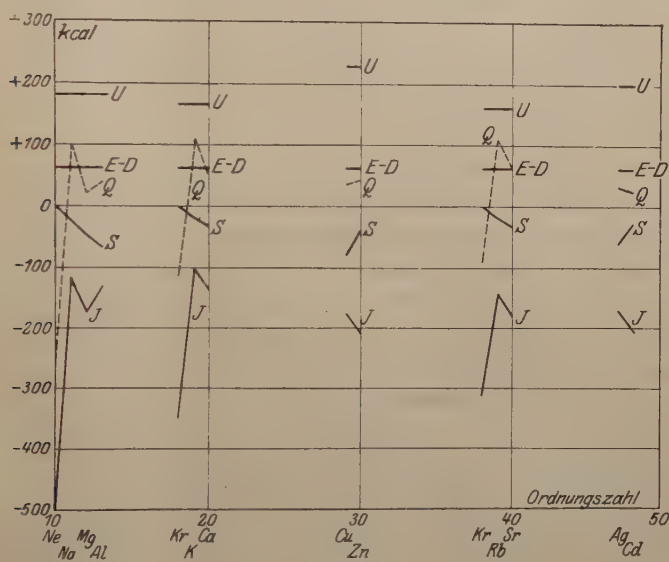 +300
kcal
U
+200
U
U
U
+100
Q
E-D
E-D
E-D
E-D
E-D
Q
Q
Q
Q
0
S
S
S
S
S
-100
J
J
J
J
J
-200
-300
-400
Ordnungszahl
-500
10 20 30 40 50
Ne Mg Kr Ca Cu Kr Sr Ag
Na Al K Zn Rb Cd